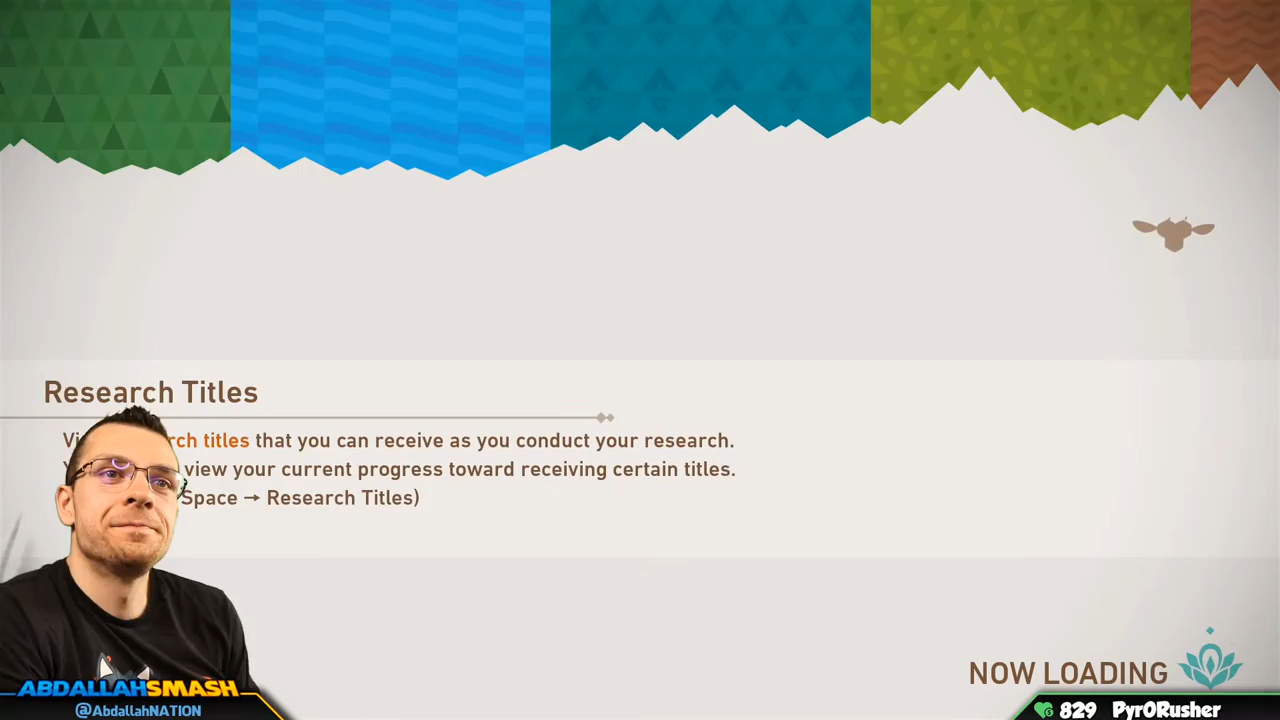 Research Titles
rch titles that you can receive as you conduct your research.
view your current progress toward receiving certain titles.
Space → Research Titles)
NOW LOADING
ABDALLAHSMASH
@AbdallahNATION
829 PyrORusher